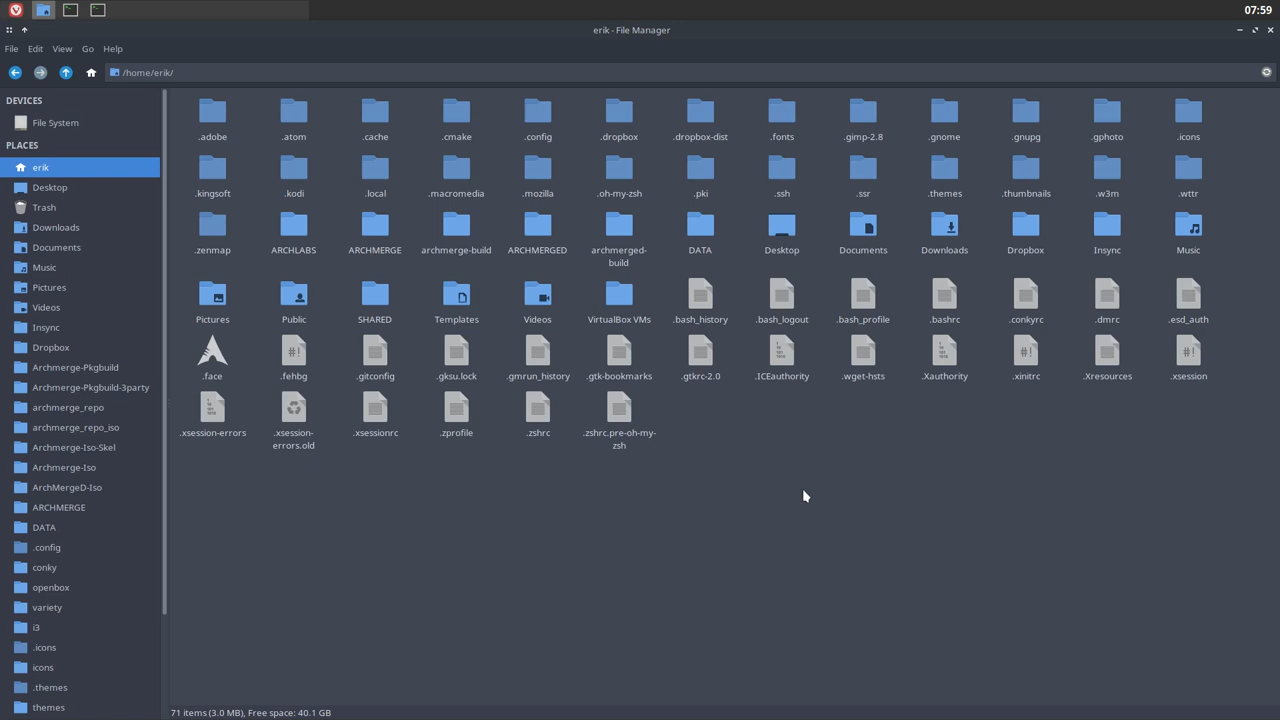 07:59
erik - File Manager
File Edit View Go Help
/home/erik/
DEVICES
File System
PLACES
erik
Desktop
Trash
Downloads
Documents
Music
Pictures
Videos
Insync
Dropbox
Archmerge-Pkgbuild
Archmerge-Pkgbuild-3party
archmerge_repo
archmerge_repo_iso
Archmerge-Iso-Skel
Archmerge-Iso
ArchMergeD-Iso
ARCHMERGE
DATA
.config
conky
openbox
variety
i3
.icons
icons
.themes
themes
.adobe .atom .cache .cmake .config .dropbox .dropbox-dist .fonts .gimp-2.8 .gnome .gnupg .gphoto .icons
.kingsoft .kodi .local .macromedia .mozilla .oh-my-zsh .pki .ssh .ssr .themes .thumbnails .w3m .wttr
.zenmap ARCHLABS ARCHMERGE archmerge-build ARCHMERGED archmerged- DATA Desktop Documents Downloads Dropbox Insync Music
build
Pictures Public SHARED Templates Videos VirtualBox VMs .bash_history .bash_logout .bash_profile .bashrc .conkyrc .dmrc .esd_auth
#! #! #!
.face .fehbg .gitconfig .gksu.lock .gmrun_history .gtk-bookmarks .gtkrc-2.0 .ICEauthority .wget-hsts .Xauthority .xinitrc .Xresources .xsession
.xsession-errors .xsession- .xsessionrc .zprofile .zshrc .zshrc.pre-oh-my-
errors.old zsh
71 items (3.0 MB), Free space: 40.1 GB